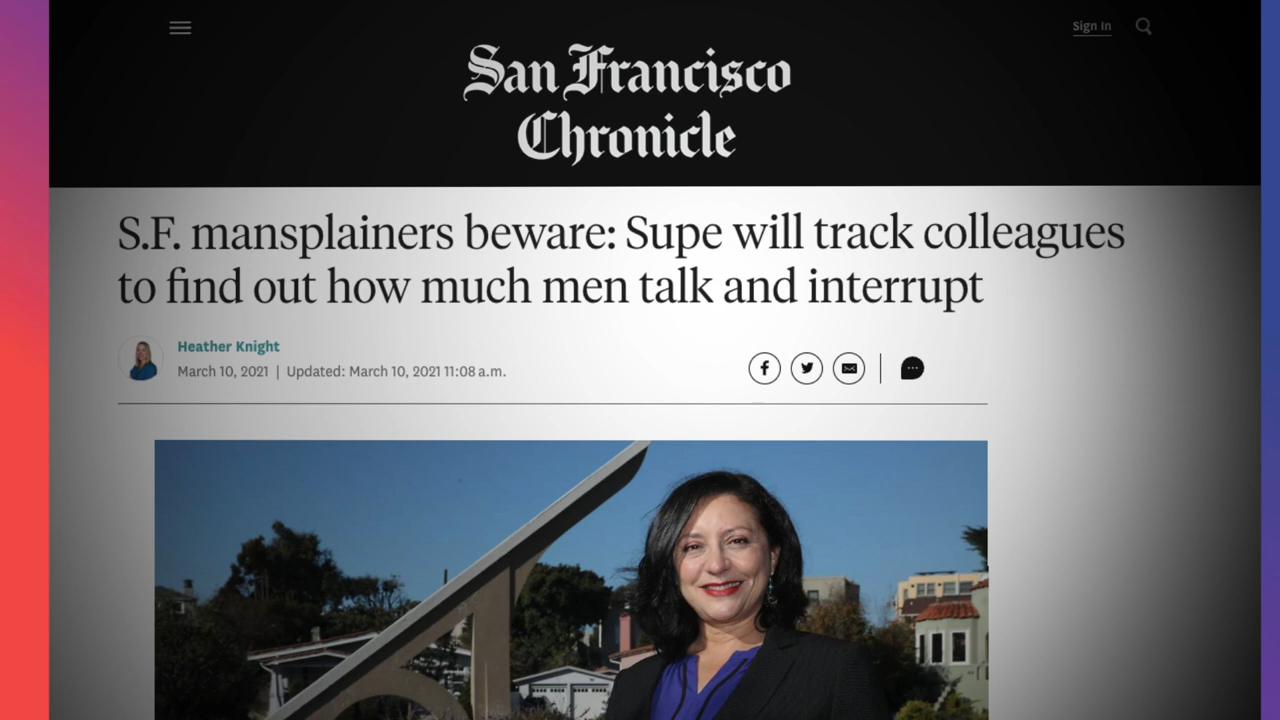 Sign In
San Francisco
Chronicle
S.F. mansplainers beware: Supe will track colleagues
to find out how much men talk and interrupt
Heather Knight
March 10, 2021 | Updated: March 10, 2021 11:08 a.m.